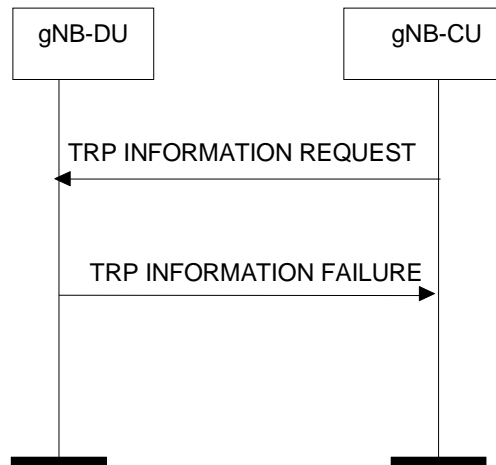 gNB-DU
gNB-CU
TRP INFORMATION REQUEST
TRP INFORMATION FAILURE